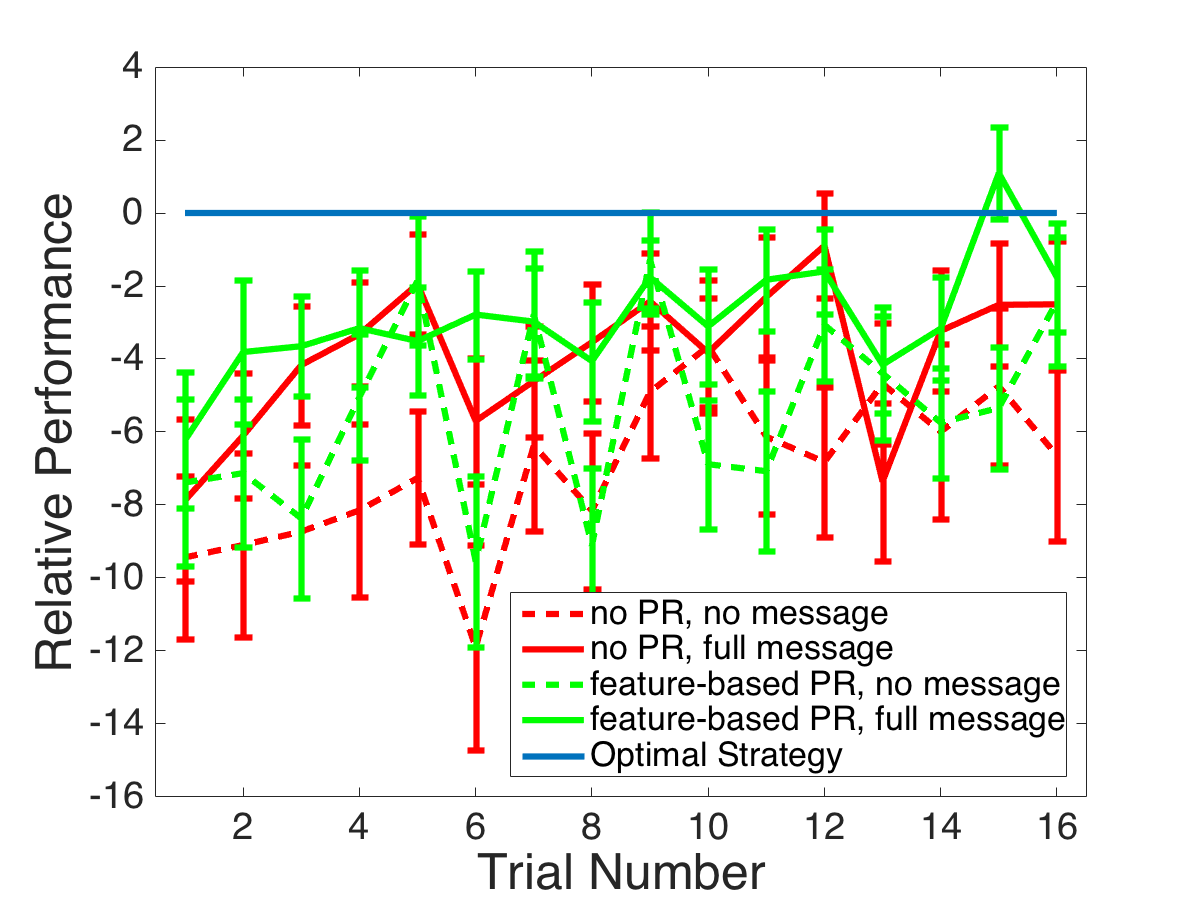 4
2
0
-2
-4
-6
-8
-10
-12
-14
-16
Relative Performance
no PR, no message
no PR, full message
feature-based PR, no message
feature-based PR, full message
Optimal Strategy
2 4 6 8 10 12 14 16
Trial Number